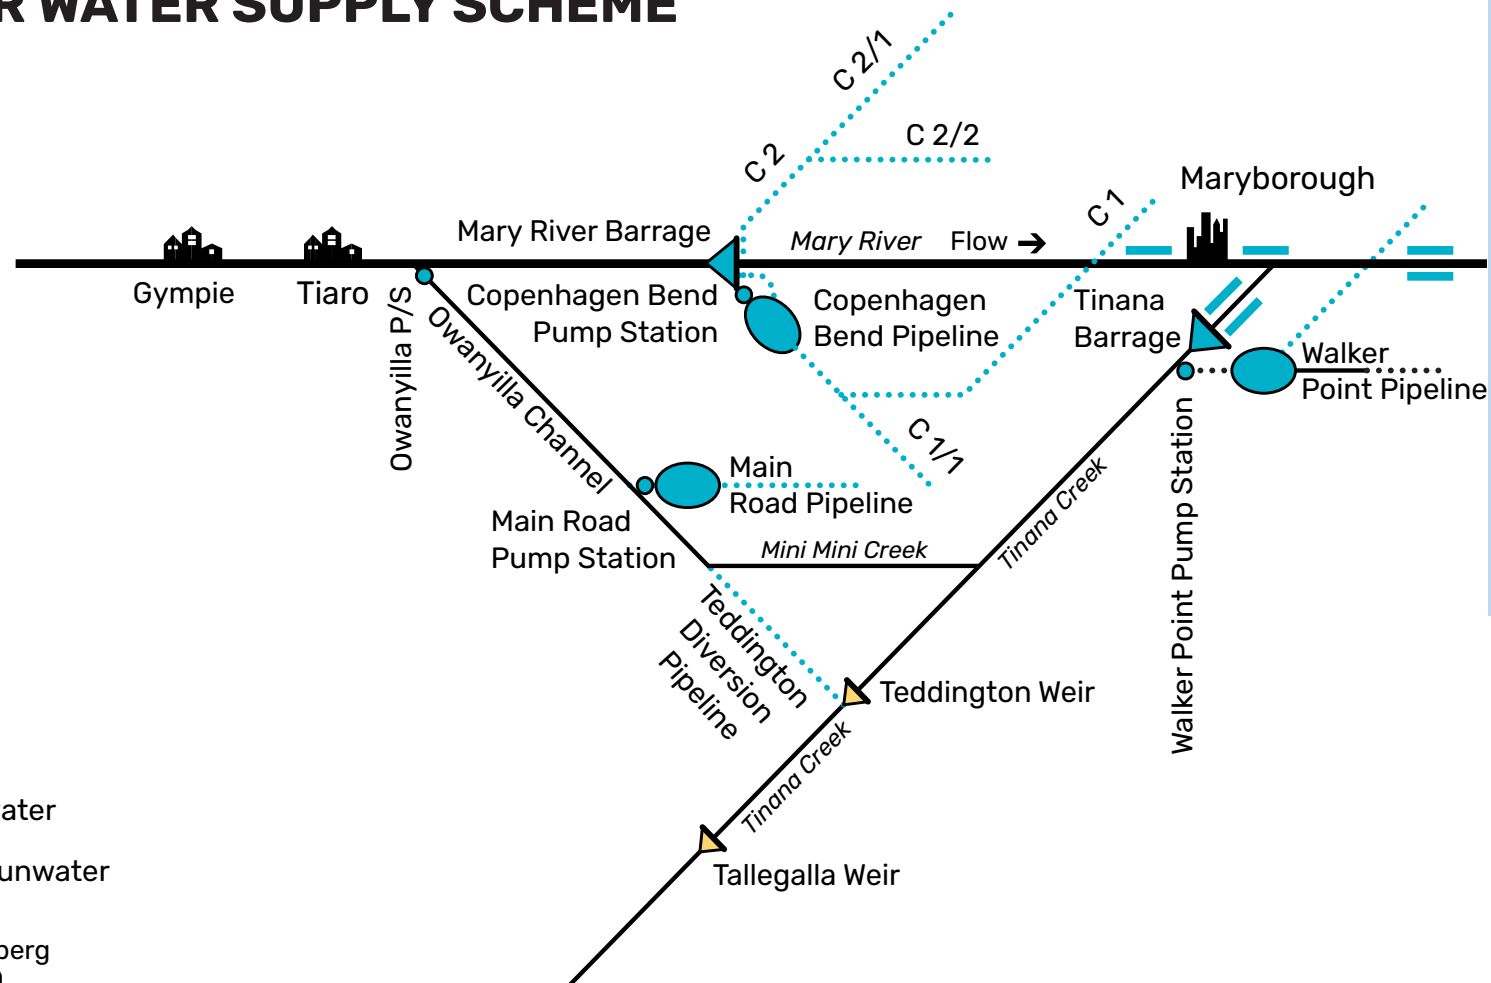 R WATER SUPPLY SCHEME
C 2/1
C 2/2
C 2
Maryborough
C 1
Mary River Barrage
Mary River
Flow
Gympie
Tiaro
Owanyilla P/S
Owanyilla Channel
Copenhagen Bend
Pump Station
Copenhagen
Bend Pipeline
Tinana
Barrage
Walker
Point Pipeline
C 1/1
Main
Road Pipeline
Main Road
Pump Station
Mini Mini Creek
Tinana Creek
Walker Point Pump Station
Teddington
Diversion
Pipeline
Teddington Weir
Tinana Creek
Tallegalla Weir
ater
unwater
berg